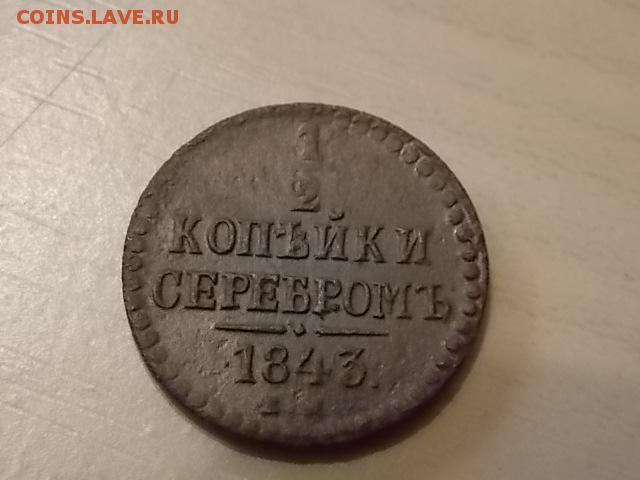 COINS.LAVE.RU
1
2
КОПѢЙКИ
СЕРЕБРОМЪ
1843.